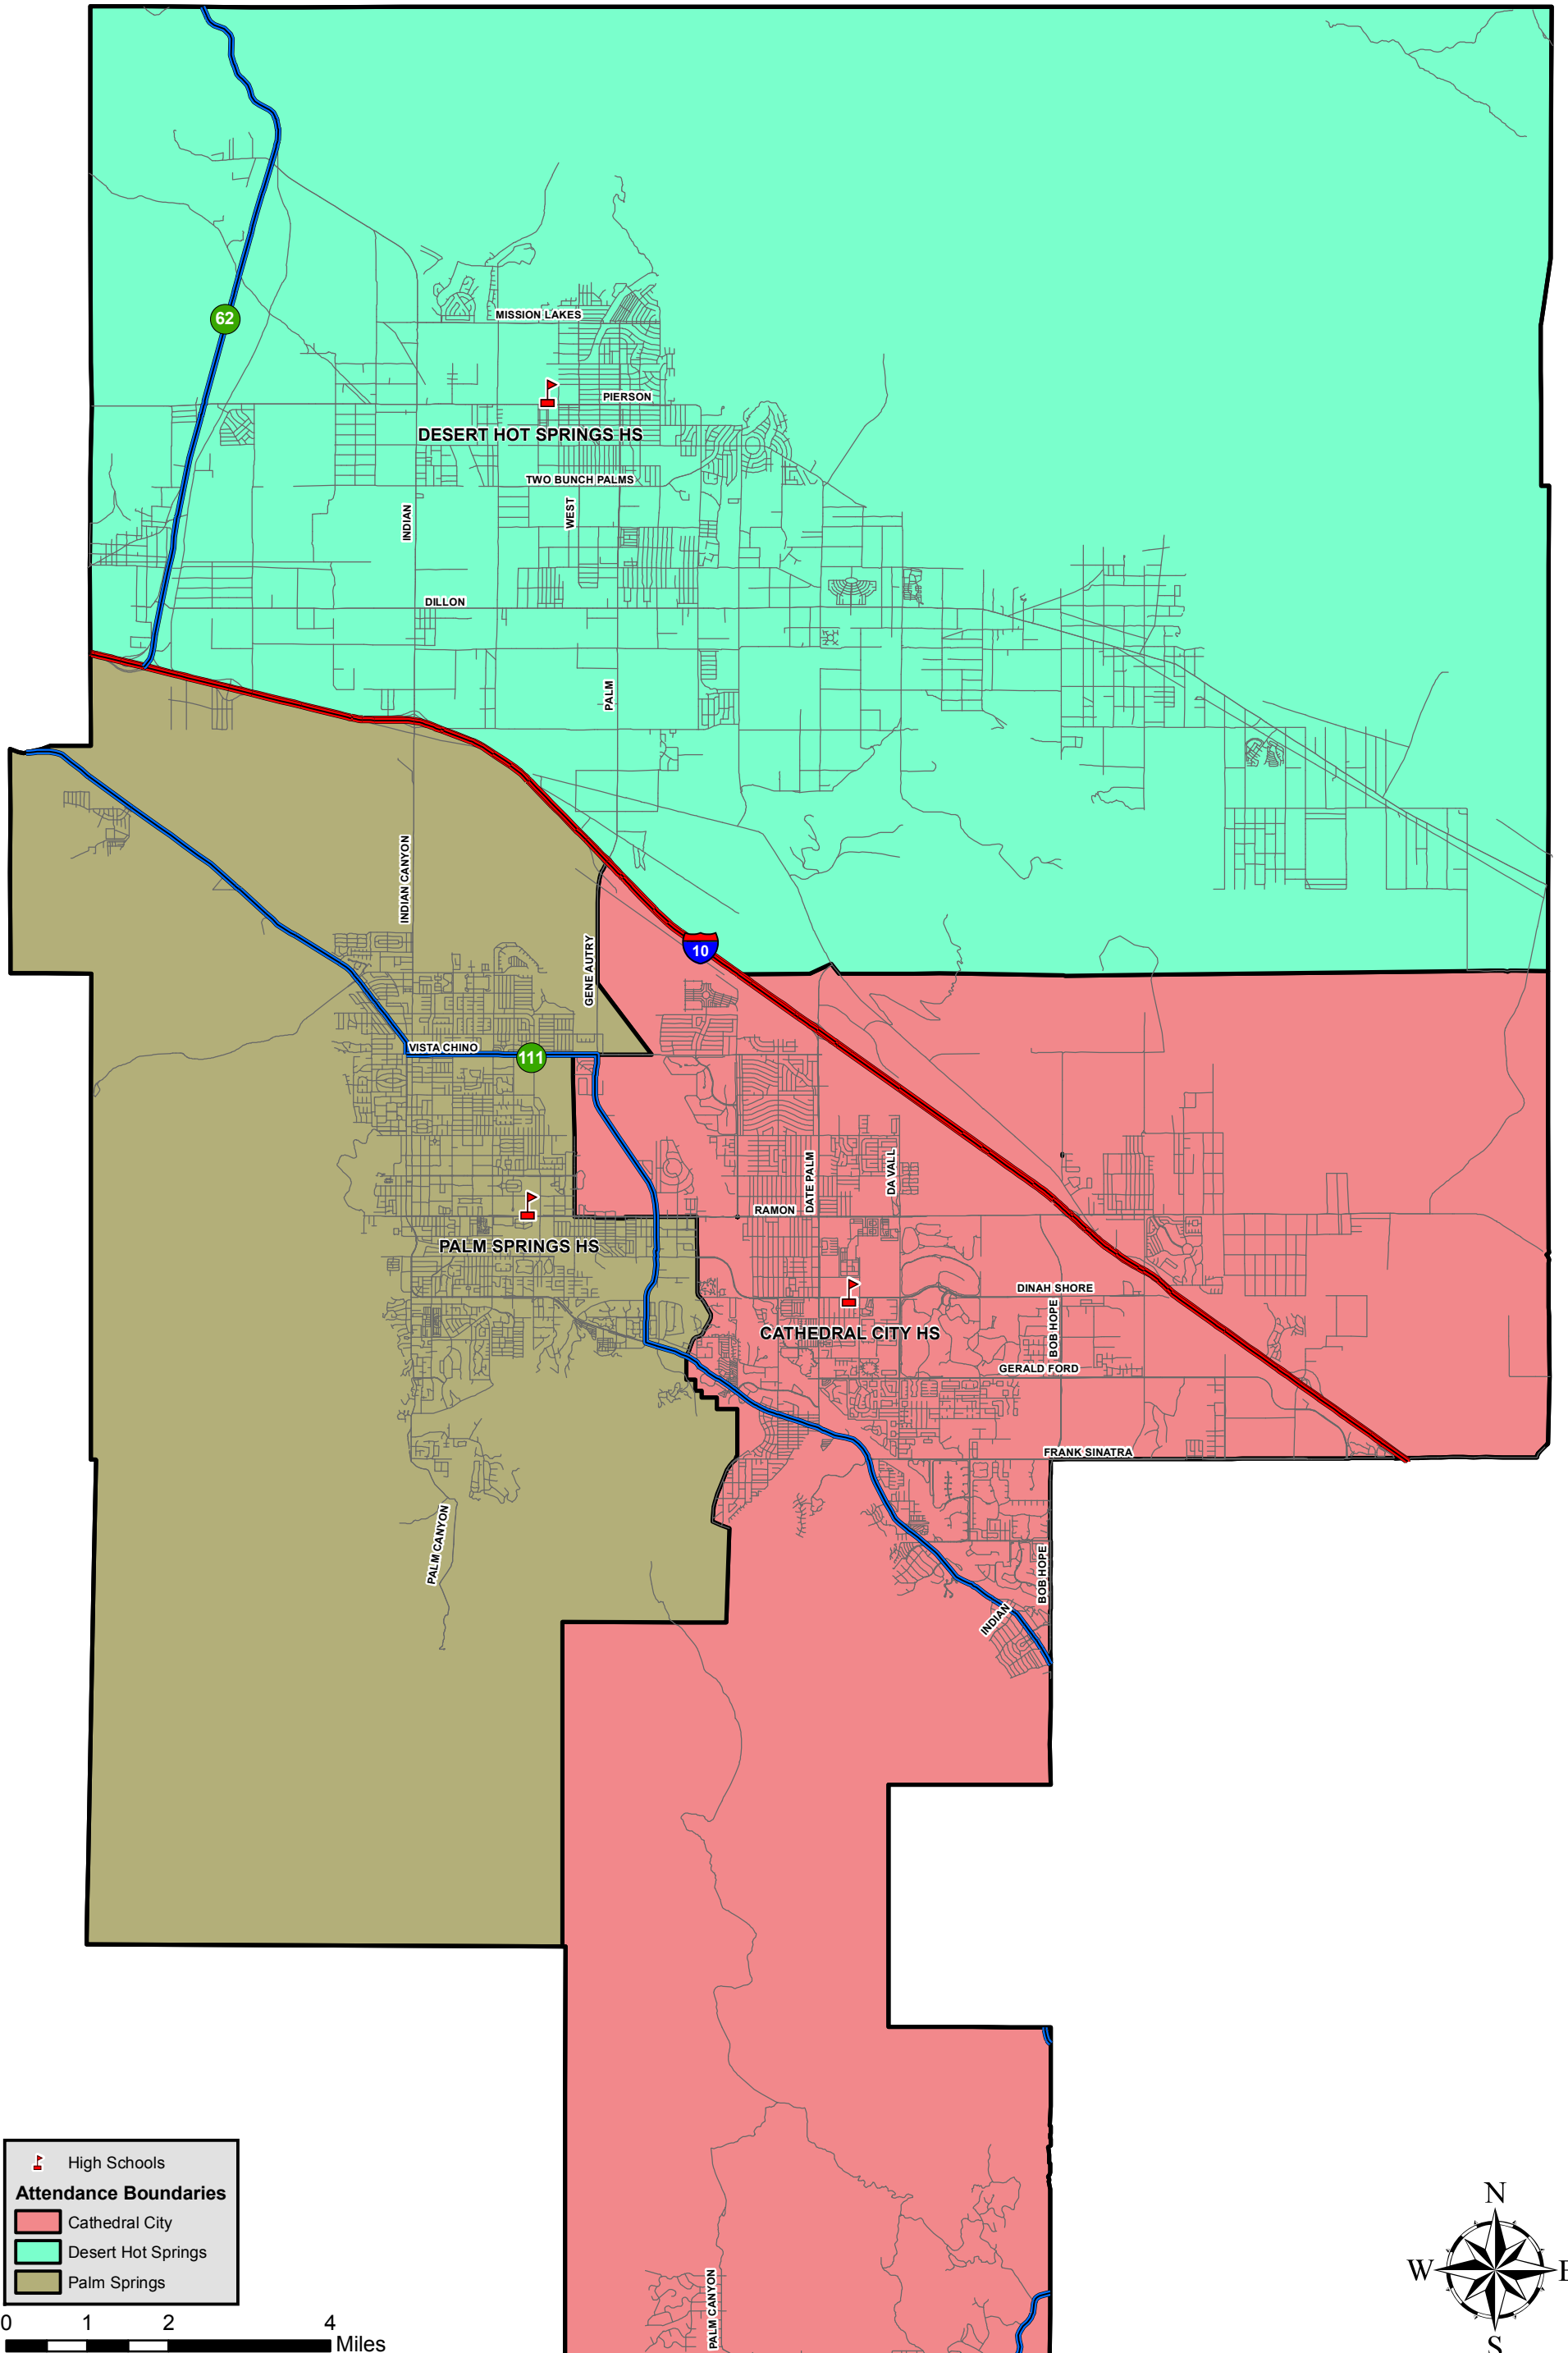 62
MISSION LAKES
PIERSON
DESERT HOT SPRINGS HS
TWO BUNCH PALMS
INDIAN
WEST
DILLON
PALM
INDIAN CANYON
GENE AUTRY
10
VISTA CHINO
111
DATE PALM
DA VALL
RAMON
PALM SPRINGS HS
DINAH SHORE
BOB HOPE
CATHEDRAL CITY HS
GERALD FORD
FRANK SINATRA
PALM CANYON
BOB HOPE
INDIAN
PALM CANYON
High Schools
Attendance Boundaries
Cathedral City
Desert Hot Springs
Palm Springs
0 1 2 4
Miles
N
W E
S